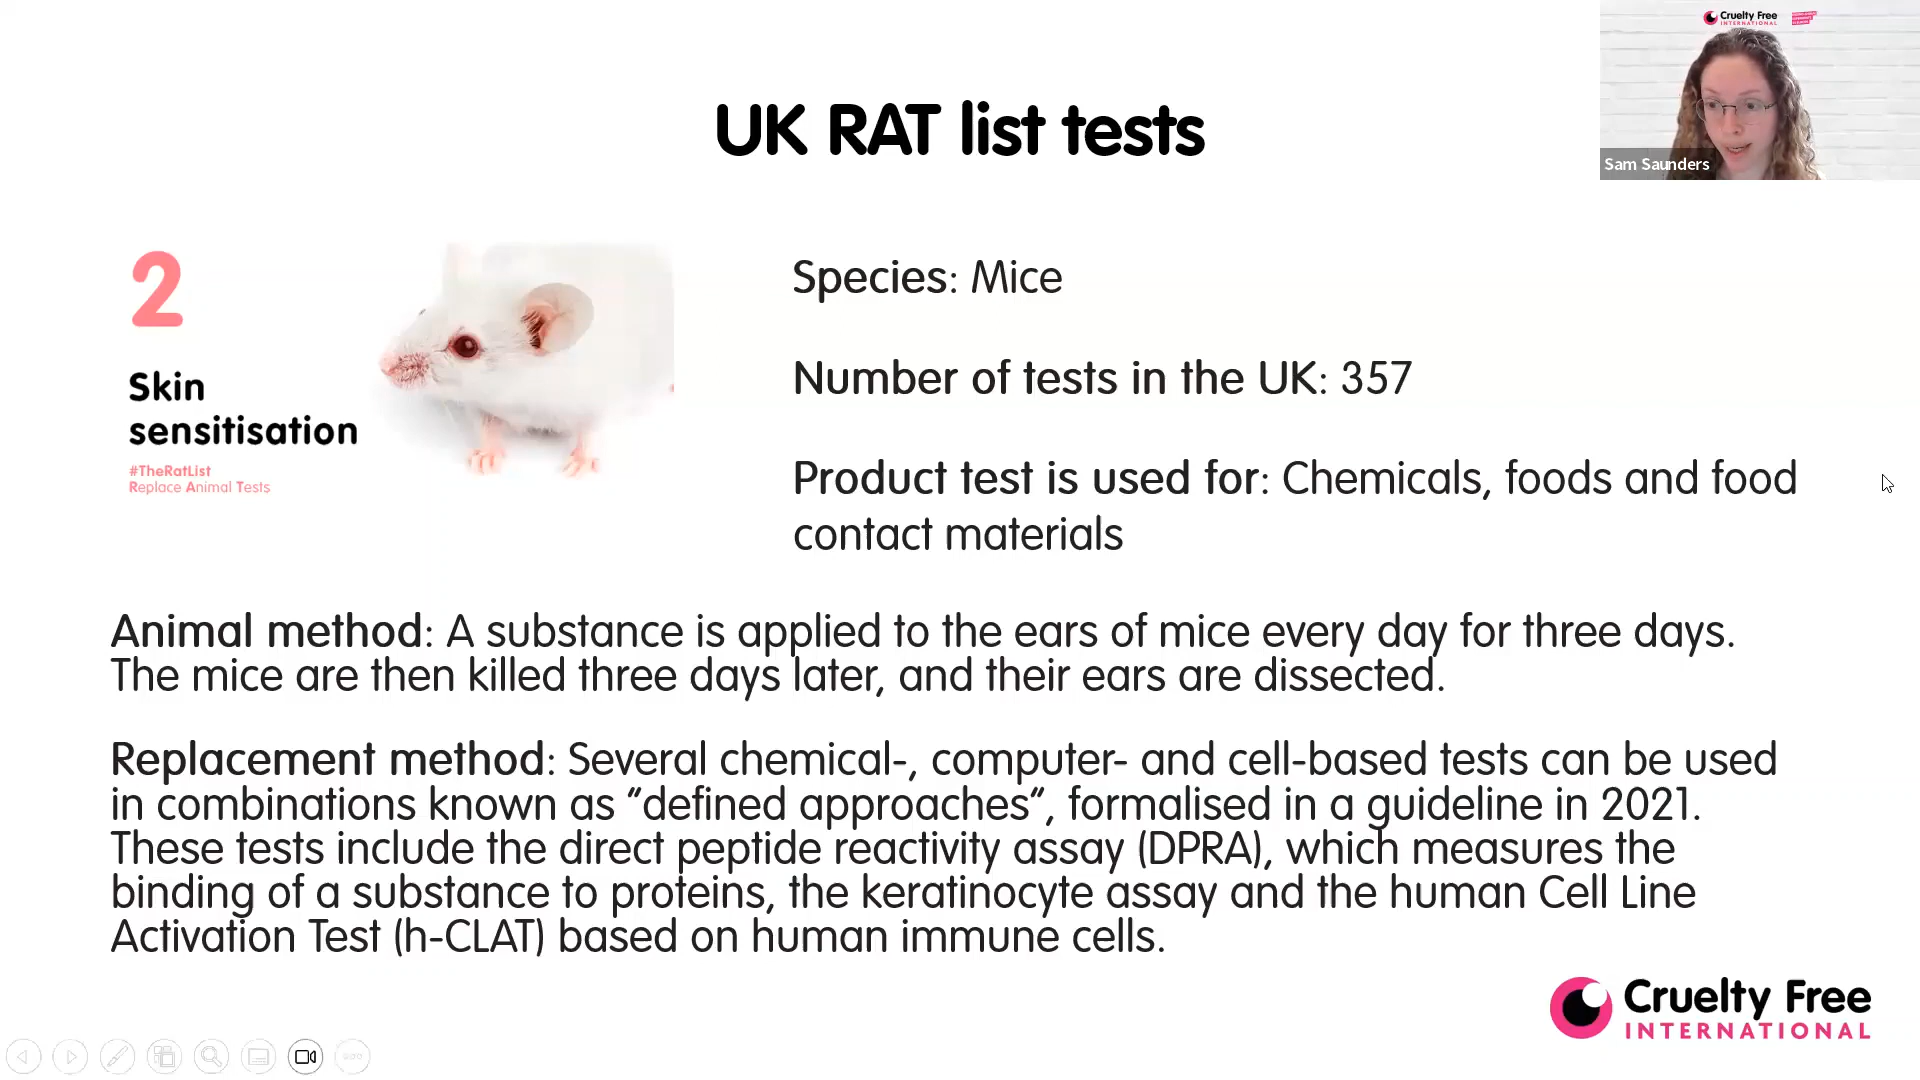 Cruelty Free
INTERNATIONAL
Sam Saunders
UK RAT list tests
2
Skin
sensitisation
#TheRatList
Replace Animal Tests
Species: Mice
Number of tests in the UK: 357
Product test is used for: Chemicals, foods and food
contact materials
Animal method: A substance is applied to the ears of mice every day for three days.
The mice are then killed three days later, and their ears are dissected.
Replacement method: Several chemical-, computer- and cell-based tests can be used
in combinations known as “defined approaches”, formalised in a guideline in 2021.
These tests include the direct peptide reactivity assay (DPRA), which measures the
binding of a substance to proteins, the keratinocyte assay and the human Cell Line
Activation Test (h-CLAT) based on human immune cells.
Cruelty Free
INTERNATIONAL